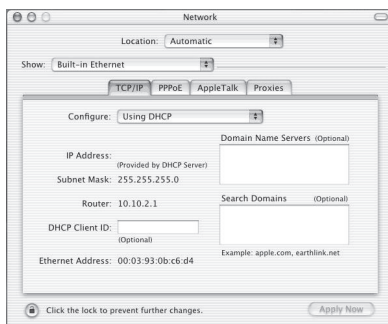 Network
Location: Automatic
Show: Built-in Ethernet
TCP/IP PPPoE AppleTalk Proxies
Configure: Using DHCP
Domain Name Servers (Optional)
IP Address:
(Provided by DHCP Server)
Subnet Mask: 255.255.255.0
Router: 10.10.2.1
Search Domains (Optional)
DHCP Client ID:
(Optional)
Example: apple.com, earthlink.net
Ethernet Address: 00:03:93:0b:c6:d4
Click the lock to prevent further changes.
Apply Now